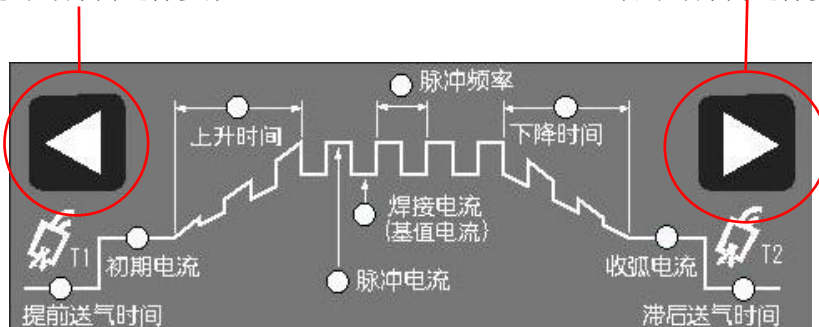 脉冲频率
上升时间
下降时间
焊接电流
(基值电流)
T1
初期电流
脉冲电流
收弧电流
T2
提前送气时间
滞后送气时间